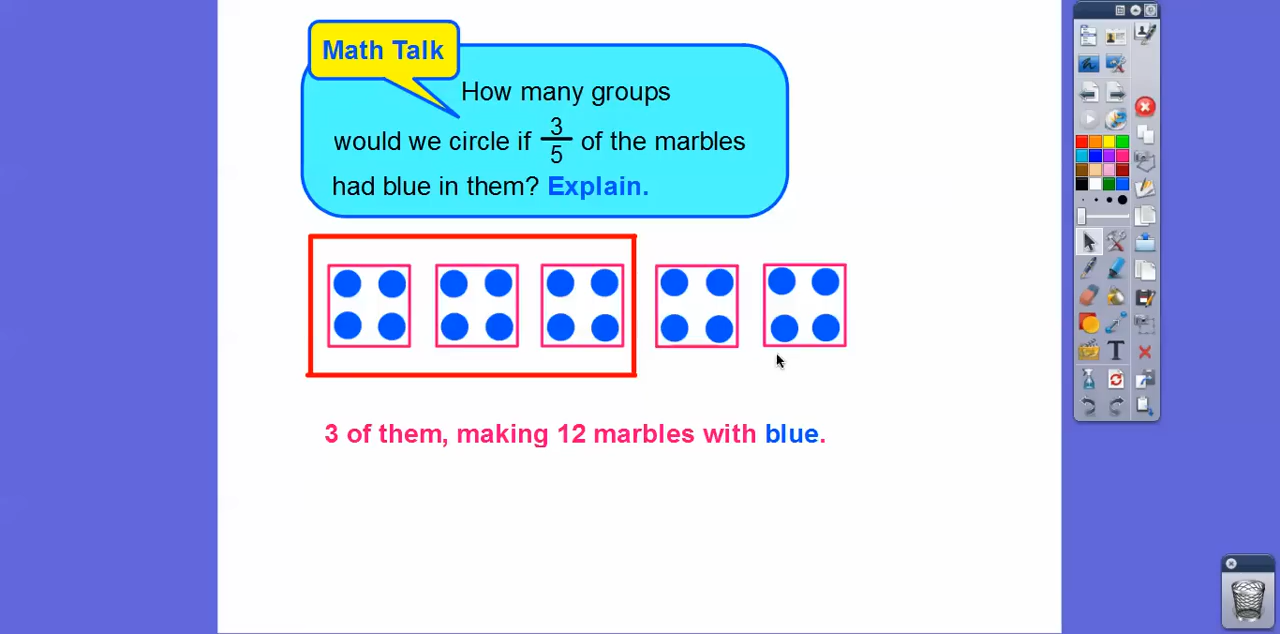 Math Talk
How many groups
would we circle if 3/5 of the marbles
had blue in them? Explain.
3 of them, making 12 marbles with blue.
T